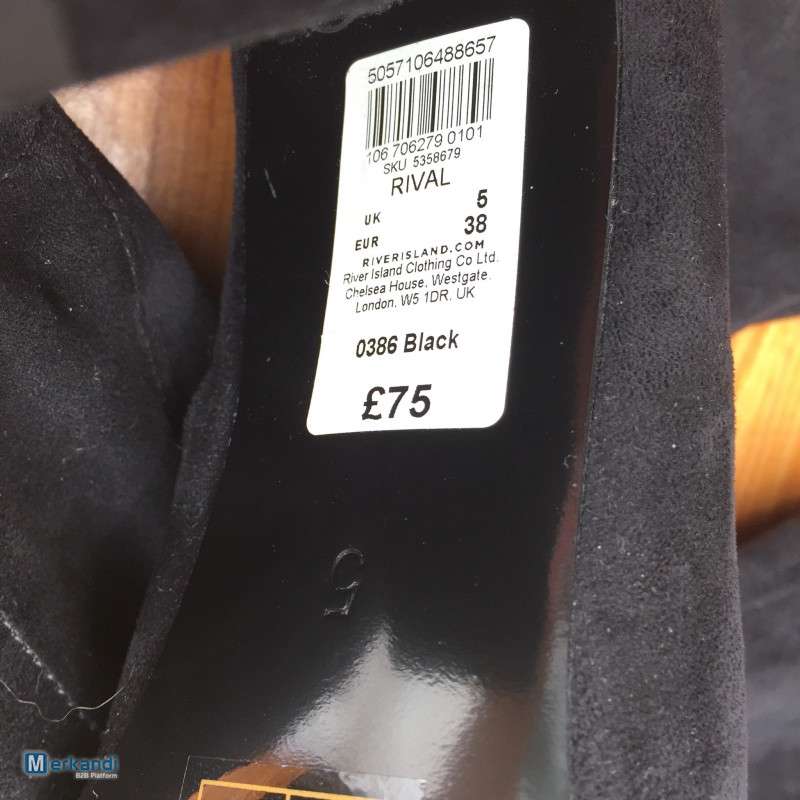 5057106488657
106 706279 0101
SKU 5358679
RIVAL
UK 5
EUR 38
RIVERISLAND.COM
River Island Clothing Co Ltd.
Chelsea House, Westgate,
London, W5 1DR, UK
0386 Black
£75
5
Merkandi
B2B Platform